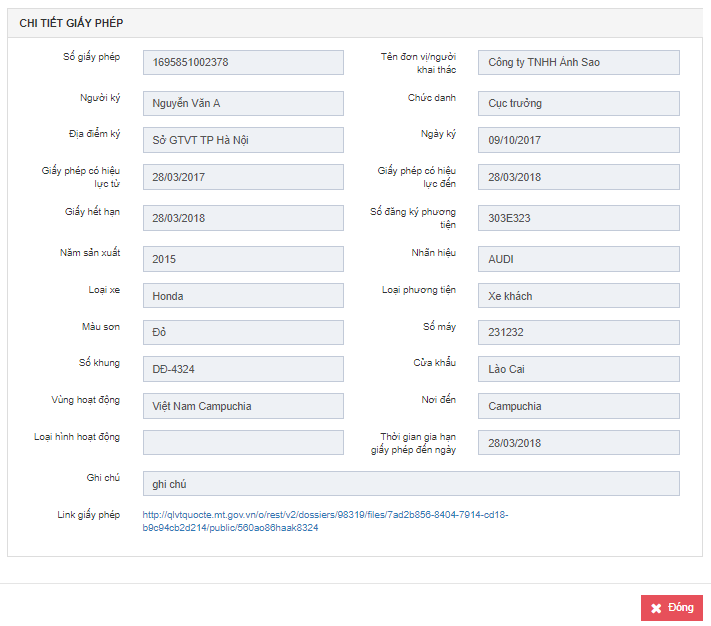 CHI TIẾT GIẤY PHÉP
Số giấy phép
1695851002378
Tên đơn vị/người
khai thác
Công ty TNHH Ánh Sao
Người ký
Nguyễn Văn A
Chức danh
Cục trưởng
Địa điểm ký
Sở GTVT TP Hà Nội
Ngày ký
09/10/2017
Giấy phép có hiệu
lực từ
28/03/2017
Giấy phép có hiệu
lực đến
28/03/2018
Giấy hết hạn
28/03/2018
Số đăng ký phương
tiện
303E323
Năm sản xuất
2015
Nhãn hiệu
AUDI
Loại xe
Honda
Loại phương tiện
Xe khách
Màu sơn
Đỏ
Số máy
231232
Số khung
DĐ-4324
Cửa khẩu
Lào Cai
Vùng hoạt động
Việt Nam Campuchia
Nơi đến
Campuchia
Loại hình hoạt động
Thời gian gia hạn
giấy phép đến ngày
28/03/2018
Ghi chú
ghi chú
Link giấy phép
http://qlvtquocte.mt.gov.vn/o/rest/v2/dossiers/98319/files/7ad2b856-8404-7914-cd18-
b9c94cb2d214/public/560ao86haak8324
Đóng